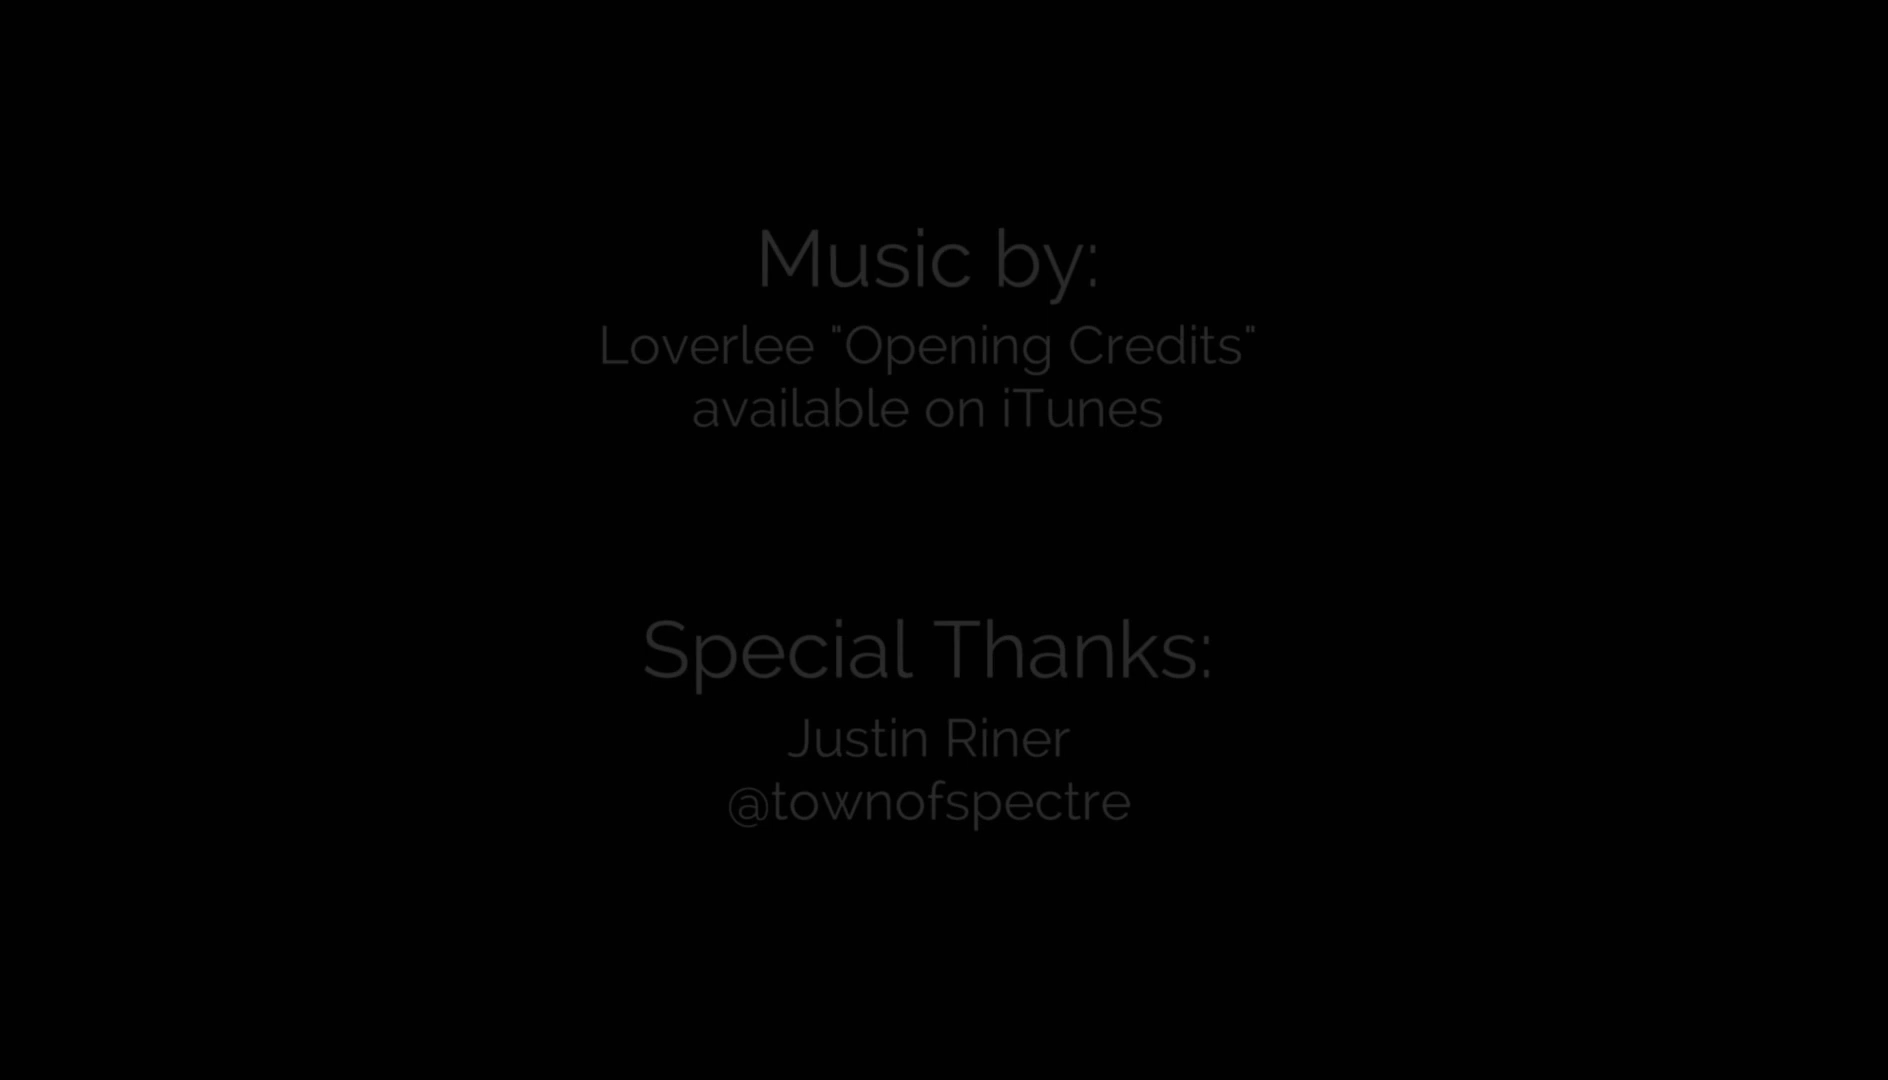 Music by:
Loverlee "Opening Credits"
available on iTunes
Special Thanks:
Justin Riner
@townofspectre